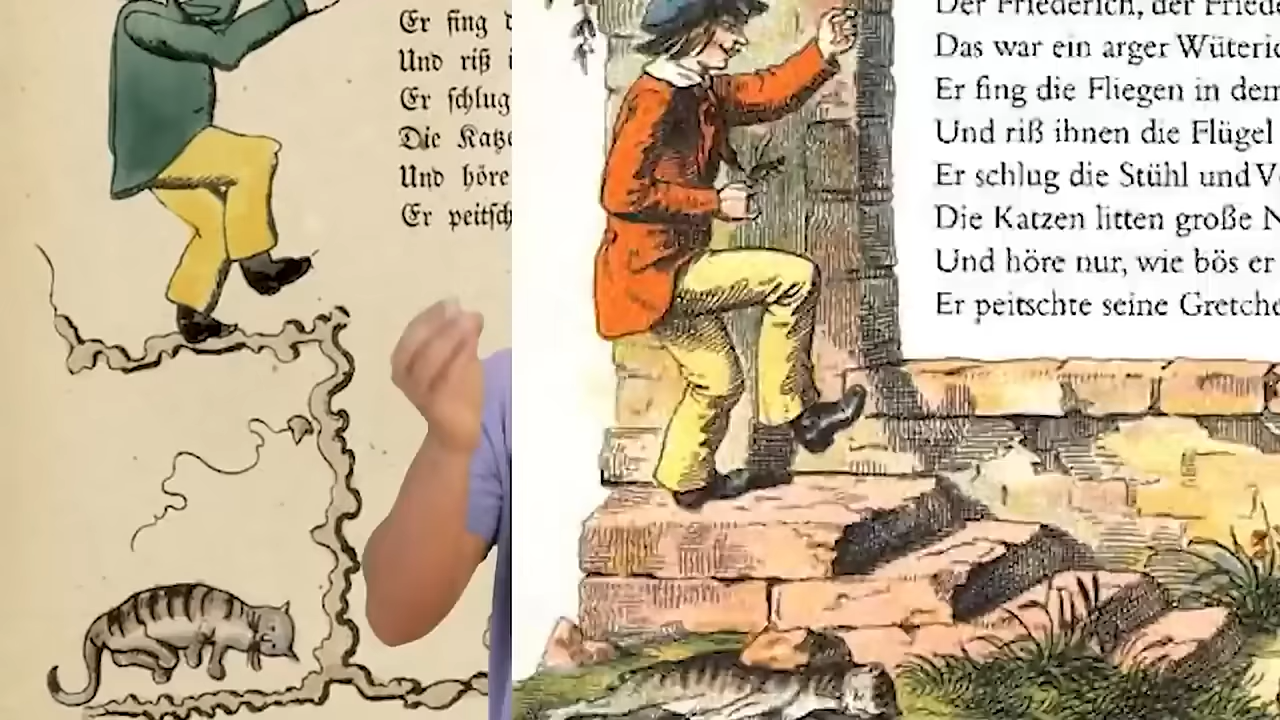 Er fing
Und riß
Er schlug
Die Katze
Und höre
Er peitsch
Der Friederich, der Friede
Das war ein arger Wüteric
Er fing die Fliegen in dem
Und riß ihnen die Flügel
Er schlug die Stühl und V
Die Katzen litten große N
Und höre nur, wie bös er
Er peitschte seine Gretche